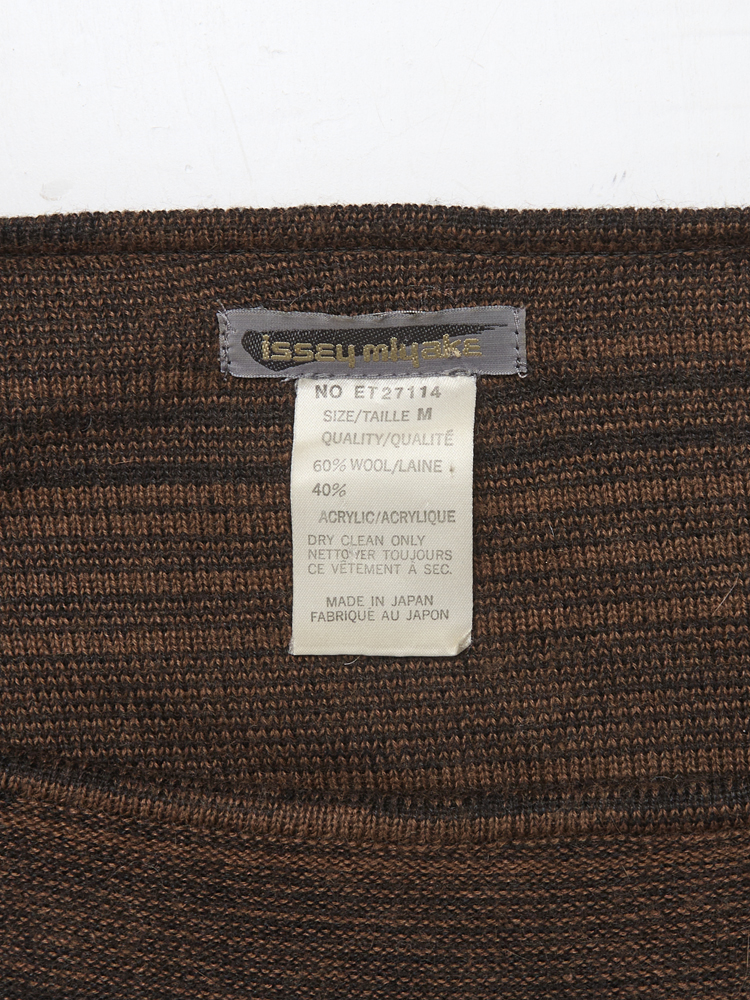 issey miyake
NO ET27114
SIZE/TAILLE M
QUALITY/QUALITÉ
60% WOOL/LAINE
40%
ACRYLIC/ACRYLIQUE
DRY CLEAN ONLY
NETTOYER TOUJOURS
CE VÊTEMENT À SEC.
MADE IN JAPAN
FABRIQUE AU JAPON